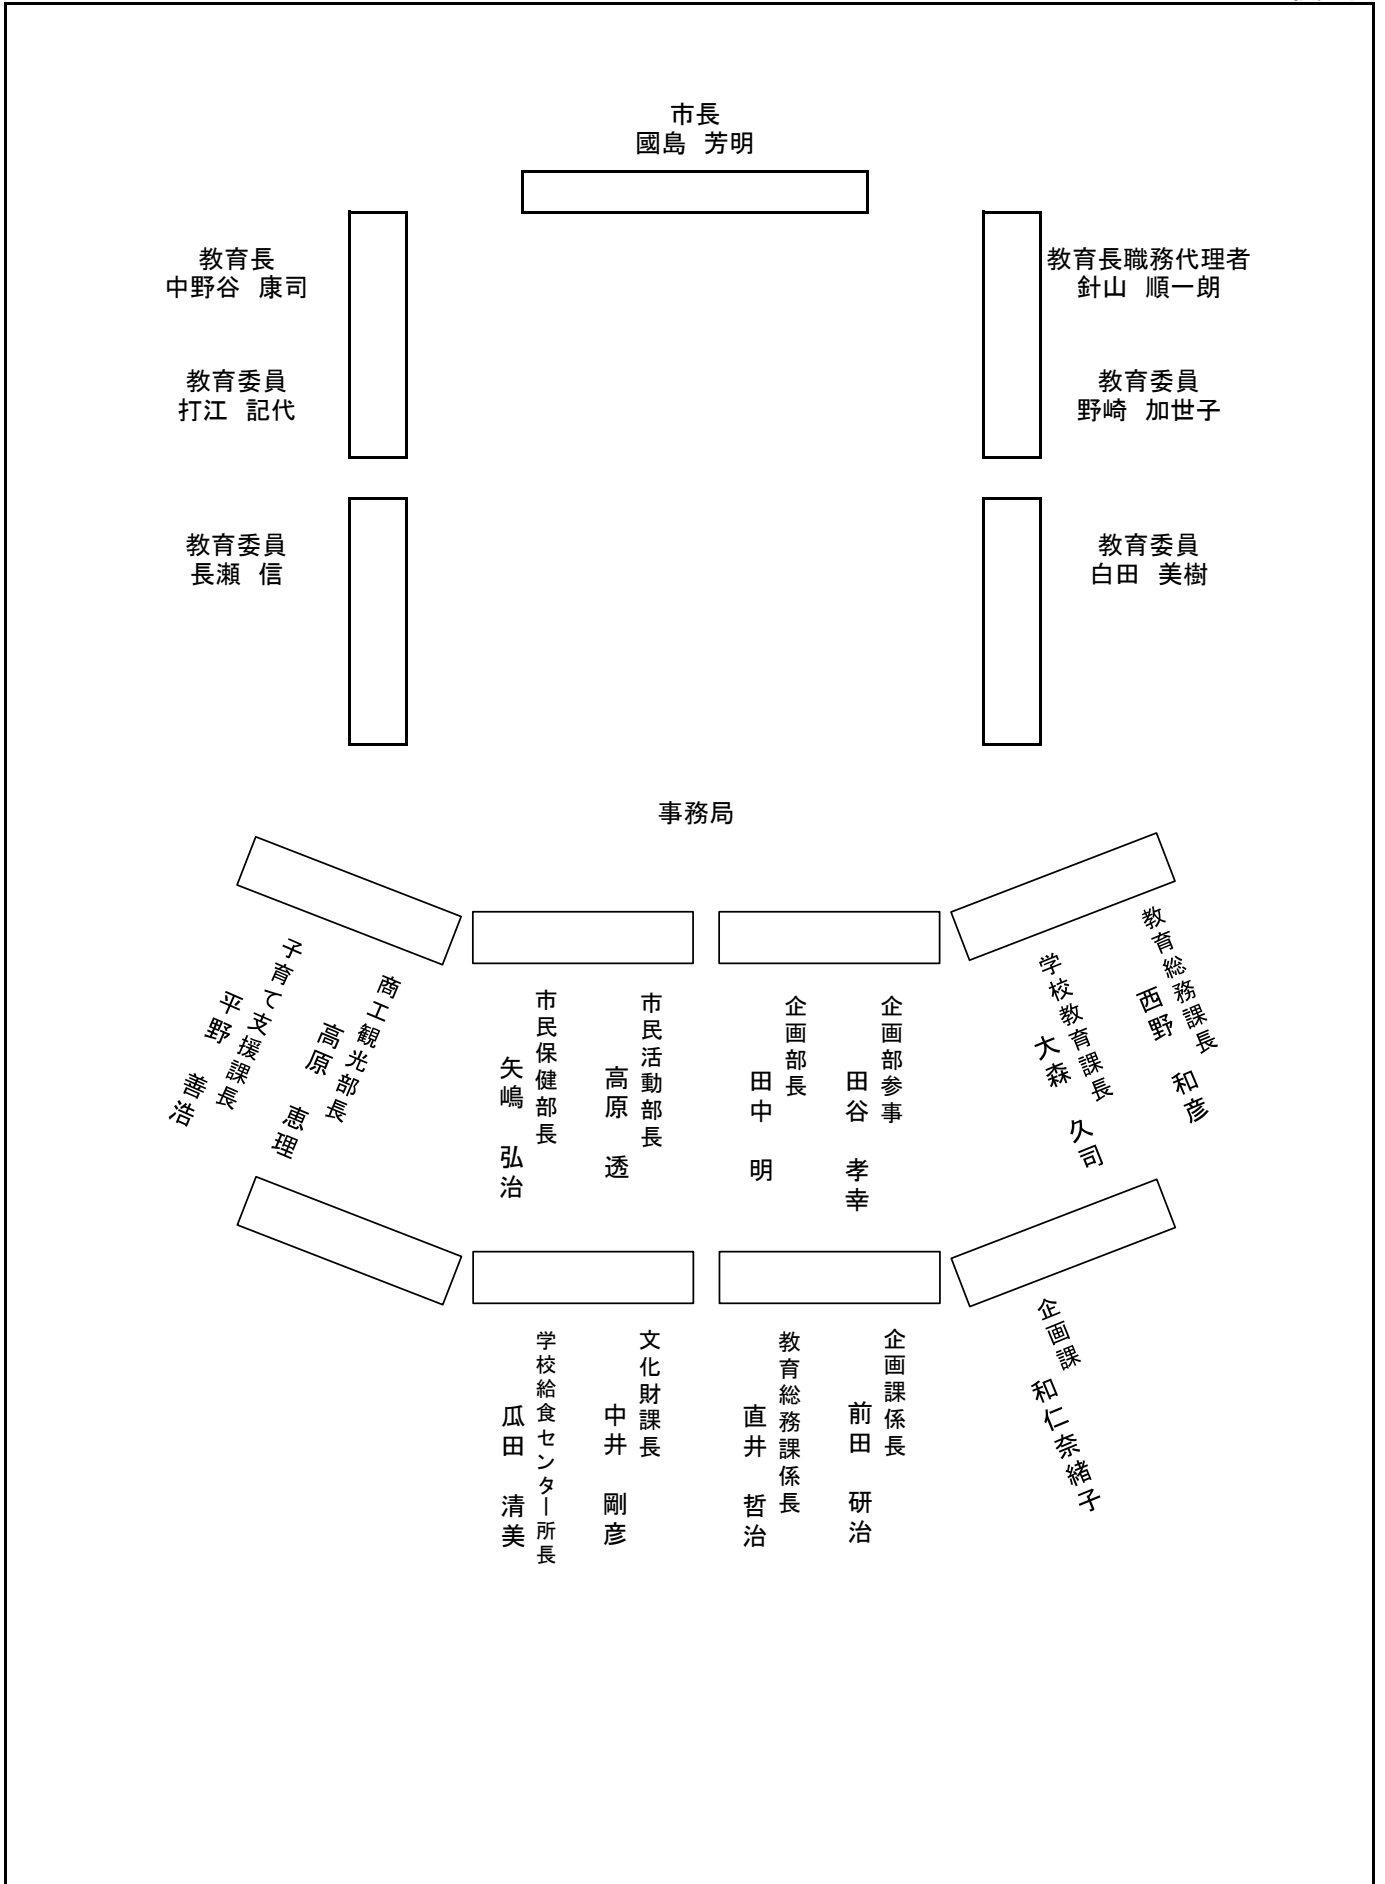 市長
國島　芳明
教育長
中野谷　康司
教育長職務代理者
針山　順一朗
教育委員
打江　記代
教育委員
野崎　加世子
教育委員
長瀬　信
教育委員
白田　美樹
事務局
子育て支援課長
平野　善浩
商工観光部長
高原　恵理
市民保健部長
矢嶋　弘治
市民活動部長
高原　透
企画部長
田中　明
企画部参事
田谷　孝幸
学校教育課長
大森　久司
教育総務課長
西野　和彦
学校給食センター所長
瓜田　清美
文化財課長
中井　剛彦
教育総務課係長
直井　哲治
企画課係長
前田　研治
企画課
和仁奈緒子